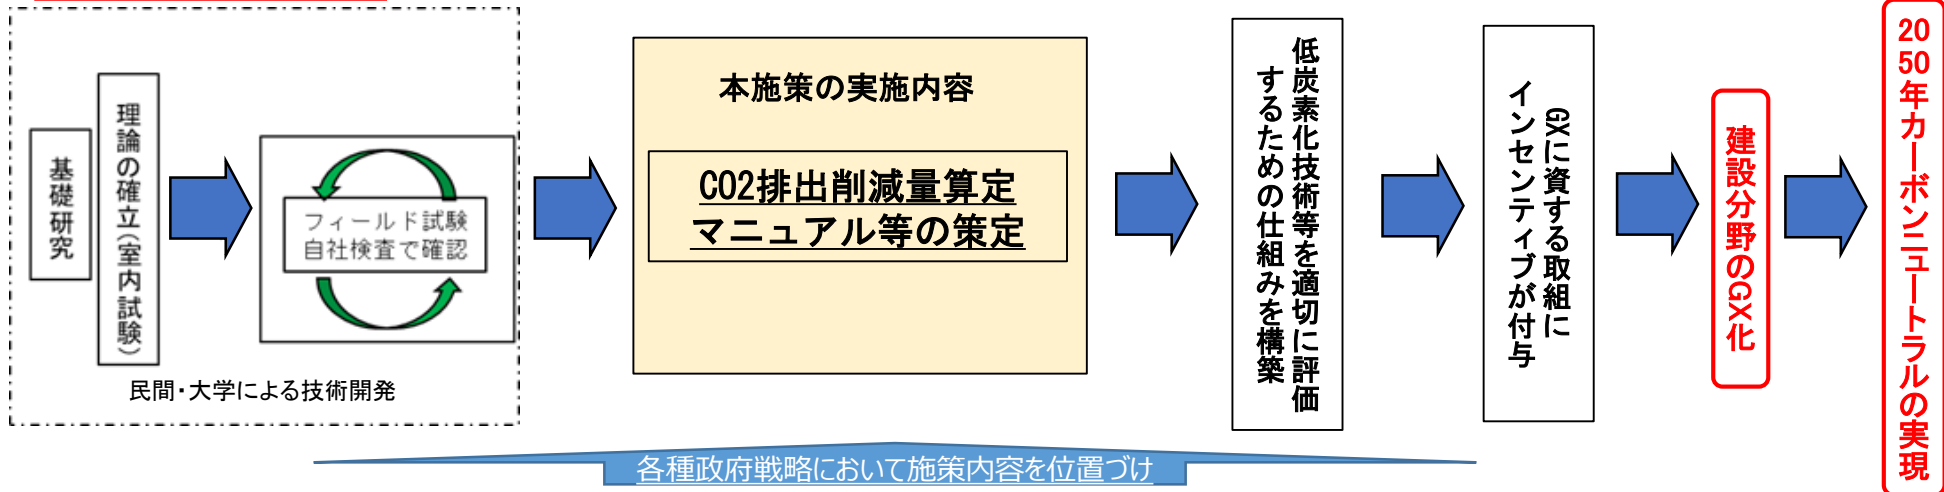 基礎研究
理論の確立(室内試験)
フィールド試験
自社検査で確認
民間・大学による技術開発
本施策の実施内容
CO2排出削減量算定
マニュアル等の策定
低炭素化技術等を適切に評価
するための仕組みを構築
GXに資する取組に
インセンティブが付与
建設分野のGX化
2050年カーボンニュートラルの実現
各種政府戦略において施策内容を位置づけ